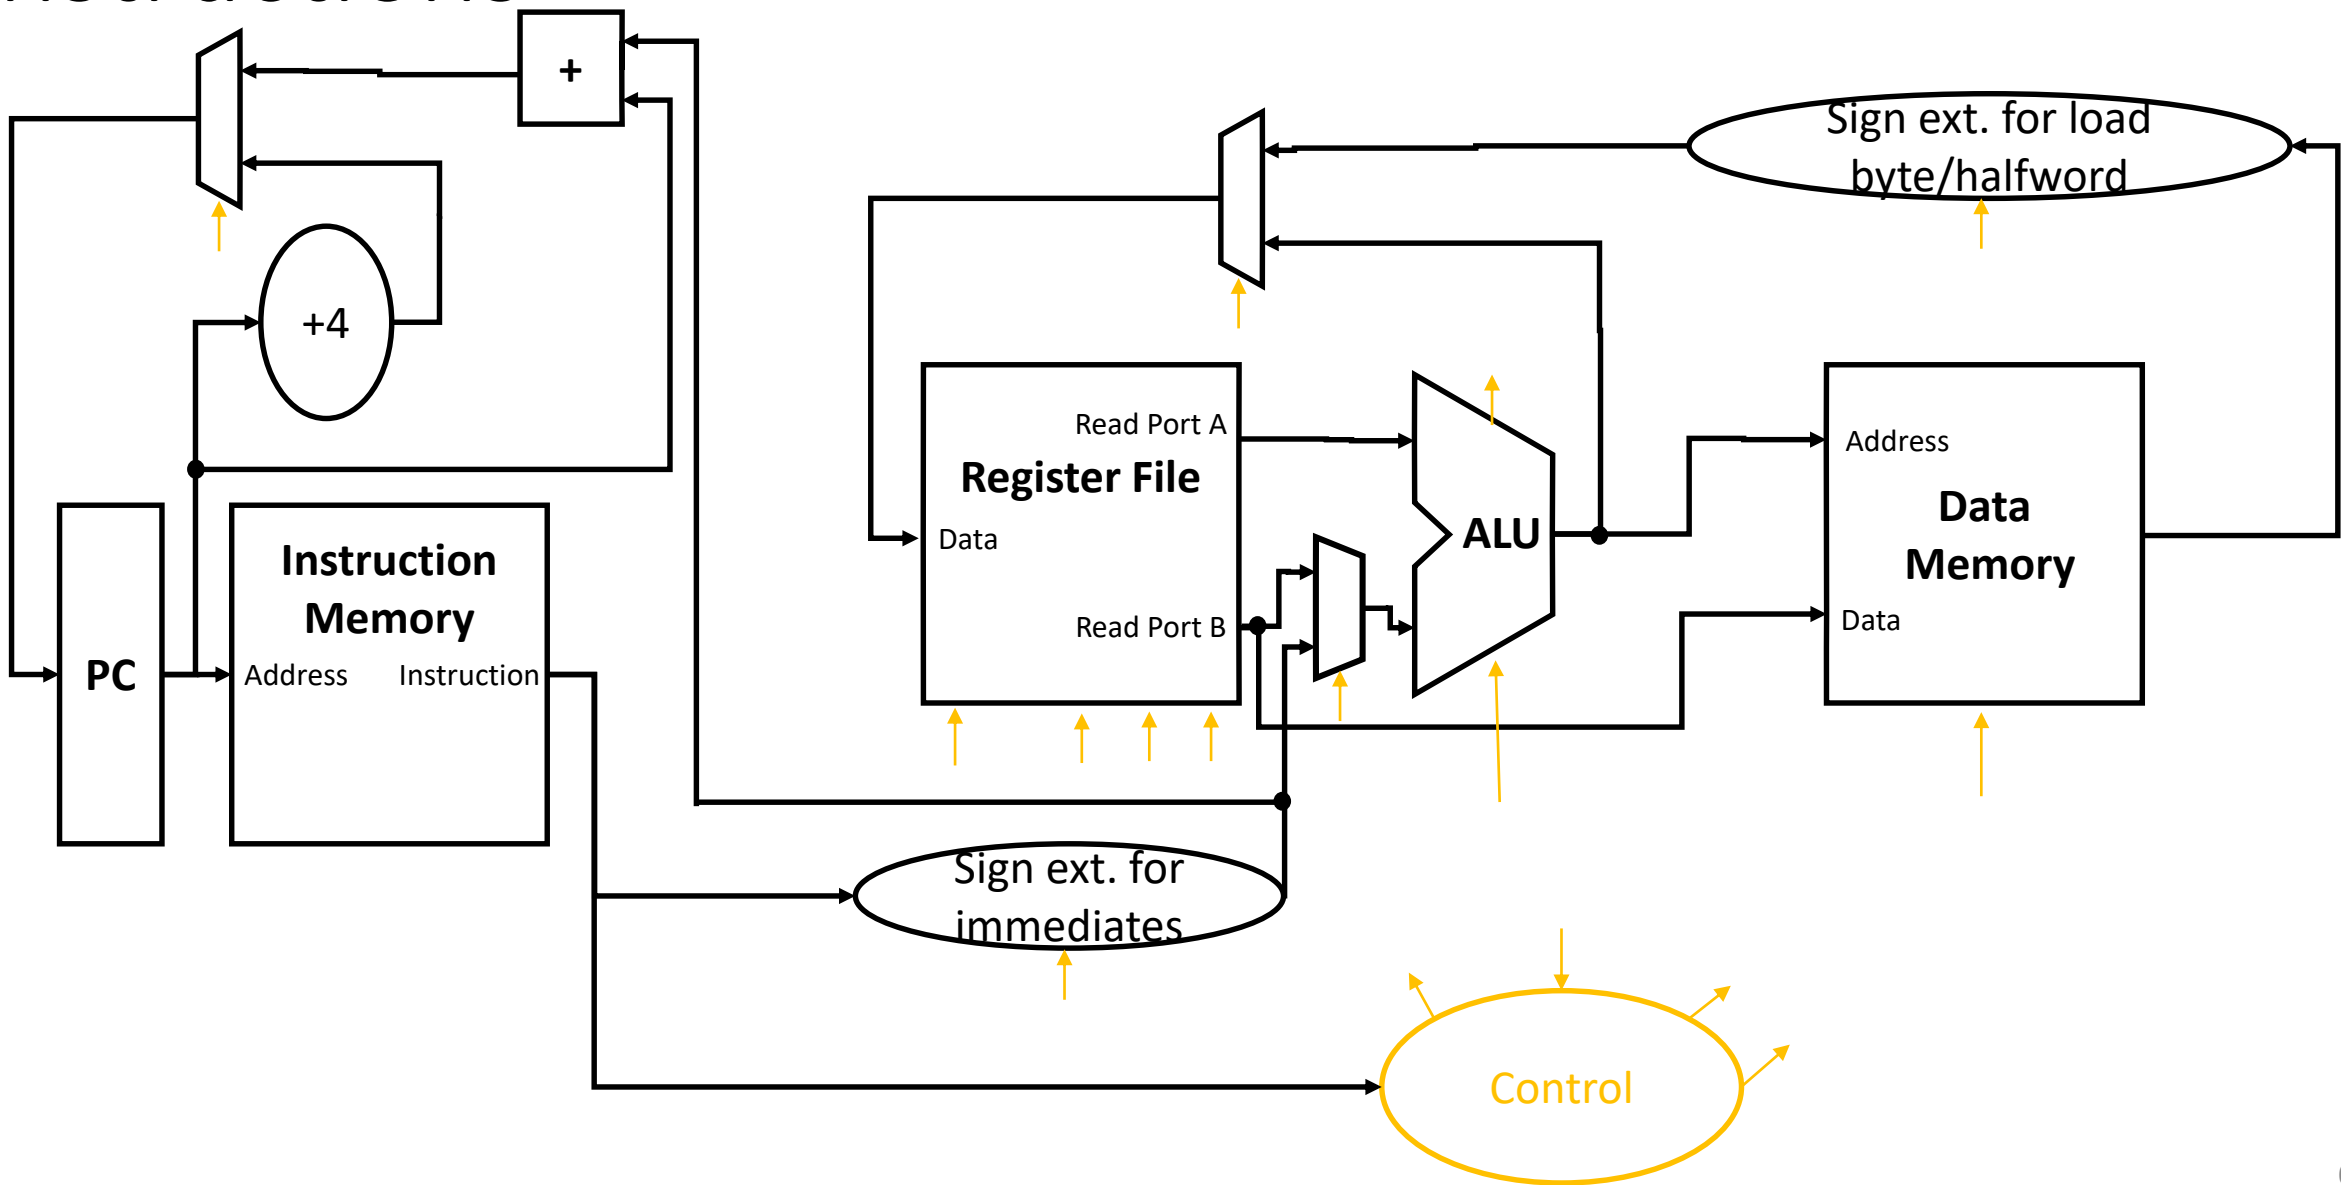 +
Sign ext. for load
byte/halfword
+4
Read Port A
Register File
Data
Read Port B
ALU
Address
Data
Memory
Data
Instruction
Memory
PC
Address
Instruction
Sign ext. for
immediates
Control